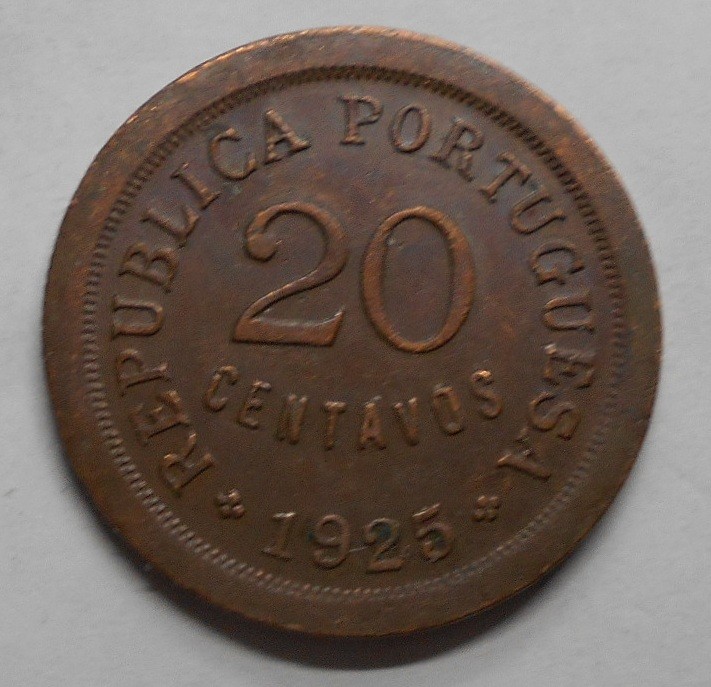 REPUBLICA PORTUGUESA
20
CENTAVOS
1925